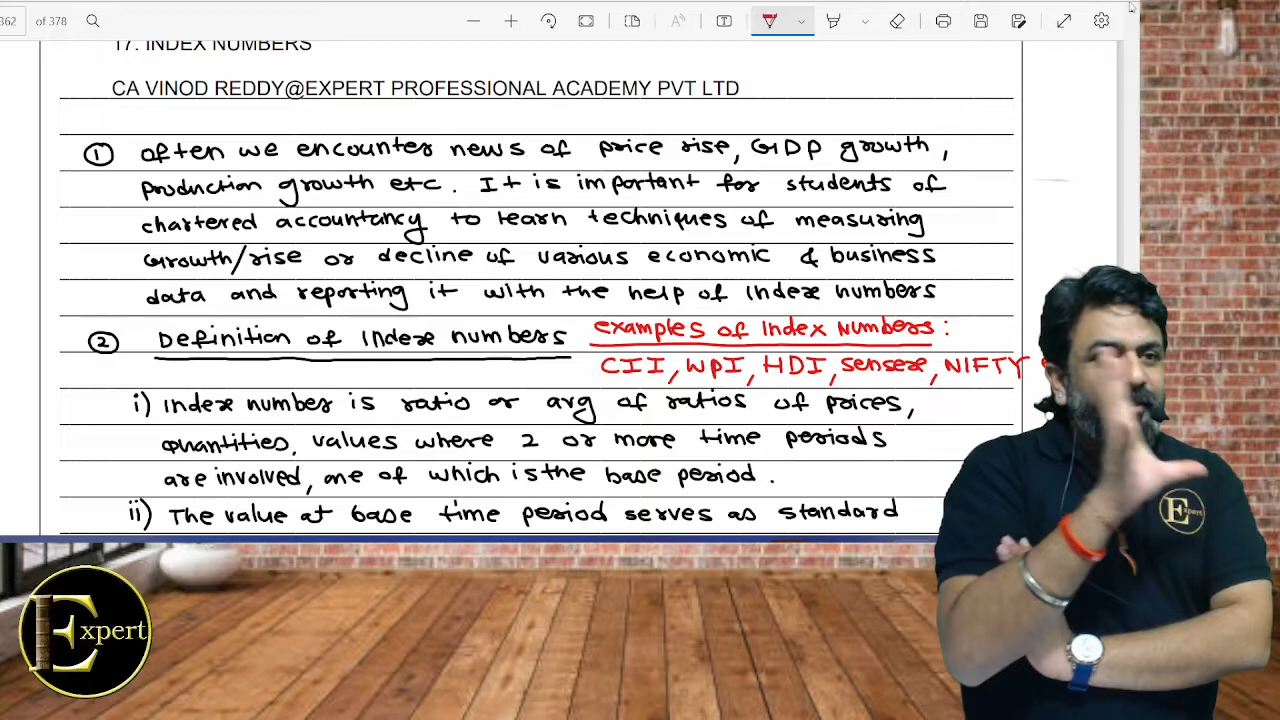 362 of 378
17. INDEX NUMBERS
CA VINOD REDDY@EXPERT PROFESSIONAL ACADEMY PVT LTD
① often we encounter news of price rise, GDP growth,
production growth etc. It is important for students of
chartered accountancy to learn techniques of measuring
Growth/rise or decline of various economic & business
data and reporting it with the help of Index numbers
② Definition of Index numbers
examples of Index Numbers:
CII, WPI, HDI, Sensex, NIFTY
i) Index number is ratio or avg of ratios of prices,
quantities, values where 2 or more time periods
are involved, one of which is the base period.
ii) The value at base time period serves as standard
Expert
Expert